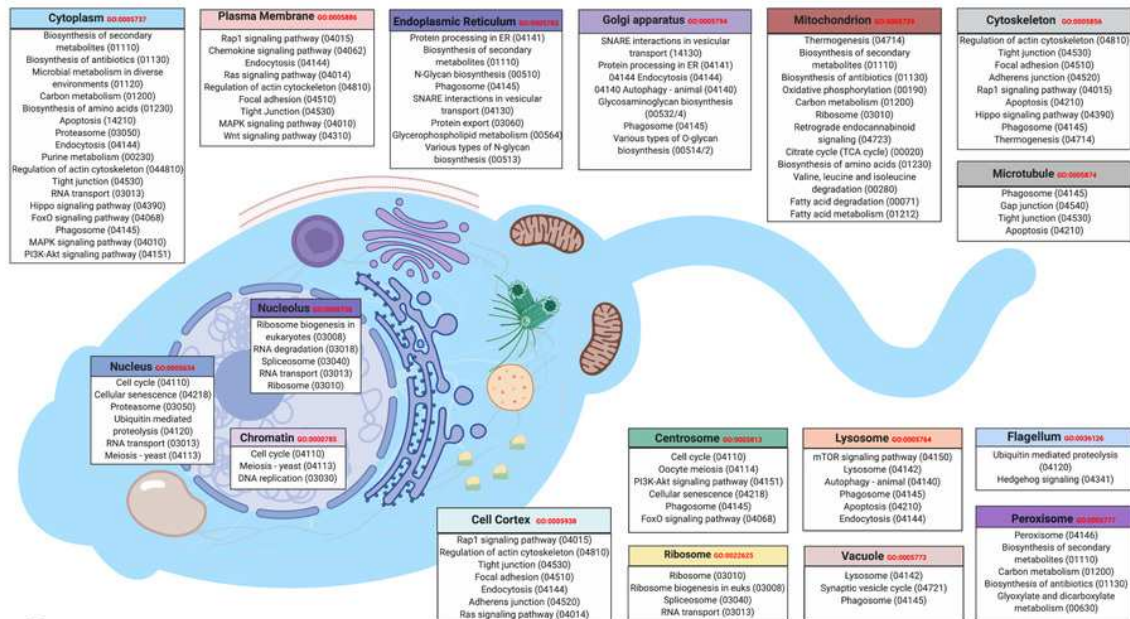 Cytoplasm GO:0005737
Biosynthesis of secondary
metabolites (01110)
Biosynthesis of antibiotics (01130)
Microbial metabolism in diverse
environments (01120)
Carbon metabolism (01200)
Biosynthesis of amino acids (01230)
Apoptosis (14210)
Proteasome (03050)
Endocytosis (04144)
Purine metabolism (00230)
Regulation of actin cytoskeleton (044810)
Tight junction (04530)
RNA transport (03013)
Hippo signaling pathway (04390)
FoxO signaling pathway (04068)
Phagosome (04145)
MAPK signaling pathway (04010)
PI3K-Akt signaling pathway (04151)
Plasma Membrane GO:0005886
Rap1 signaling pathway (04015)
Chemokine signaling pathway (04062)
Endocytosis (04144)
Ras signaling pathway (04014)
Regulation of actin cytockeleton (04810)
Focal adhesion (04510)
Tight Junction (04530)
MAPK signaling pathway (04010)
Wnt signaling pathway (04310)
Endoplasmic Reticulum
Protein processing in ER (04141)
Biosynthesis of secondary
metabolites (01110)
N-Glycan biosynthesis (00510)
Phagosome (04145)
SNARE interactions in vesicular
transport (04130)
Protein export (03060)
Glycerophospholipid metabolism (00564)
Various types of N-glycan
biosynthesis (00513)
Golgi apparatus GO:0005794
SNARE interactions in vesicular
transport (14130)
Protein processing in ER (04141)
04144 Endocytosis (04144)
04140 Autophagy - animal (04140)
Glycosaminoglycan biosynthesis
(00532/4)
Phagosome (04145)
Various types of O-glycan
biosynthesis (00514/2)
Mitochondrion GO:0005739
Thermogenesis (04714)
Biosynthesis of secondary
metabolites (01110)
Biosynthesis of antibiotics (01130)
Oxidative phosphorylation (00190)
Carbon metabolism (01200)
Ribosome (03010)
Retrograde endocannabinoid
signaling (04723)
Citrate cycle (TCA cycle) (00020)
Biosynthesis of amino acids (01230)
Valine, leucine and isoleucine
degradation (00280)
Fatty acid degradation (00071)
Fatty acid metabolism (01212)
Cytoskeleton GO:0005856
Regulation of actin cytoskeleton (04810)
Tight junction (04530)
Focal adhesion (04510)
Adherens junction (04520)
Rap1 signaling pathway (04015)
Apoptosis (04210)
Hippo signaling pathway (04390)
Phagosome (04145)
Thermogenesis (04714)
Microtubule GO:0005874
Phagosome (04145)
Gap junction (04540)
Tight junction (04530)
Apoptosis (04210)
Nucleolus
Ribosome biogenesis in
eukaryotes (03008)
RNA degradation (03018)
Spliceosome (03040)
RNA transport (03013)
Ribosome (03010)
Nucleus GO:0005634
Cell cycle (04110)
Cellular senescence (04218)
Proteasome (03050)
Ubiquitin mediated
proteolysis (04120)
RNA transport (03013)
Meiosis - yeast (04113)
Chromatin GO:0000785
Cell cycle (04110)
Meiosis - yeast (04113)
DNA replication (03030)
Cell Cortex GO:0005938
Rap1 signaling pathway (04015)
Regulation of actin cytoskeleton (04810)
Tight junction (04530)
Focal adhesion (04510)
Endocytosis (04144)
Adherens junction (04520)
Ras signaling pathway (04014)
Centrosome GO:0005813
Cell cycle (04110)
Oocyte meiosis (04114)
PI3K-Akt signaling pathway (04151)
Cellular senescence (04218)
Phagosome (04145)
FoxO signaling pathway (04068)
Ribosome GO:0022625
Ribosome (03010)
Ribosome biogenesis in euks (03008)
Spliceosome (03040)
RNA transport (03013)
Lysosome GO:0005764
mTOR signaling pathway (04150)
Lysosome (04142)
Autophagy - animal (04140)
Phagosome (04145)
Apoptosis (04210)
Endocytosis (04144)
Vacuole GO:0005773
Lysosome (04142)
Synaptic vesicle cycle (04721)
Phagosome (04145)
Flagellum GO:0036126
Ubiquitin mediated proteolysis
(04120)
Hedgehog signaling (04341)
Peroxisome GO:0005777
Peroxisome (04146)
Biosynthesis of secondary
metabolites (01110)
Carbon metabolism (01200)
Biosynthesis of antibiotics (01130)
Glyoxylate and dicarboxylate
metabolism (00630)